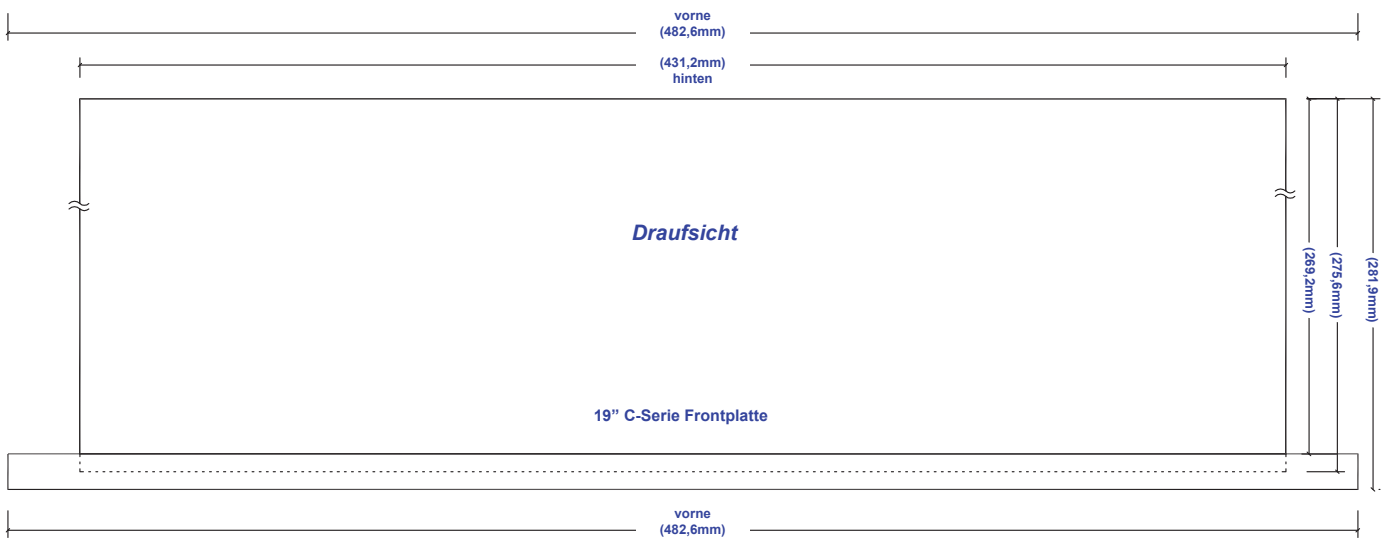 vorne
(482,6mm)
(431,2mm)
hinten
Draufsicht
(269,2mm)
(275,6mm)
(281,9mm)
19” C-Serie Frontplatte
vorne
(482,6mm)